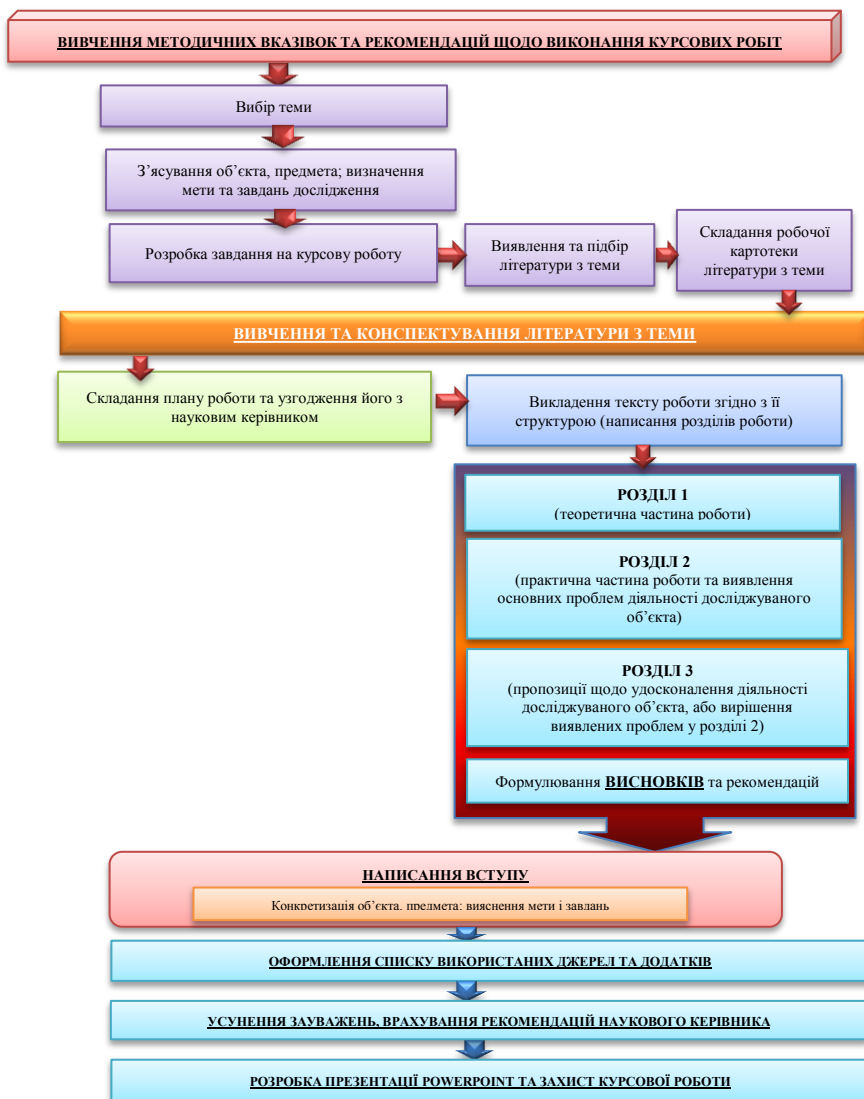 ВИВЧЕННЯ МЕТОДИЧНИХ ВКАЗІВОК ТА РЕКОМЕНДАЦІЙ ЩОДО ВИКОНАННЯ КУРСОВИХ РОБІТ
Вибір теми
З’ясування об’єкта, предмета; визначення
мети та завдань дослідження
Розробка завдання на курсову роботу
Виявлення та підбір
літератури з теми
Складання робочої
картотеки
літератури з теми
ВИВЧЕННЯ ТА КОНСПЕКТУВАННЯ ЛІТЕРАТУРИ З ТЕМИ
Складання плану роботи та узгодження його з
науковим керівником
Викладення тексту роботи згідно з її
структурою (написання розділів роботи)
РОЗДІЛ 1
(теоретична частина роботи)
РОЗДІЛ 2
(практична частина роботи та виявлення
основних проблем діяльності досліджуваного
об’єкта)
РОЗДІЛ 3
(пропозиції щодо удосконалення діяльності
досліджуваного об’єкта, або вирішення
виявлених проблем у розділі 2)
Формулювання ВИСНОВКІВ та рекомендацій
НАПИСАННЯ ВСТУПУ
Конкретизація об’єкта, предмета; вияснення мети і завдань
ОФОРМЛЕННЯ СПИСКУ ВИКОРИСТАНИХ ДЖЕРЕЛ ТА ДОДАТКІВ
УСУНЕННЯ ЗАУВАЖЕНЬ, ВРАХУВАННЯ РЕКОМЕНДАЦІЙ НАУКОВОГО КЕРІВНИКА
РОЗРОБКА ПРЕЗЕНТАЦІЇ POWERPOINT ТА ЗАХИСТ КУРСОВОЇ РОБОТИ